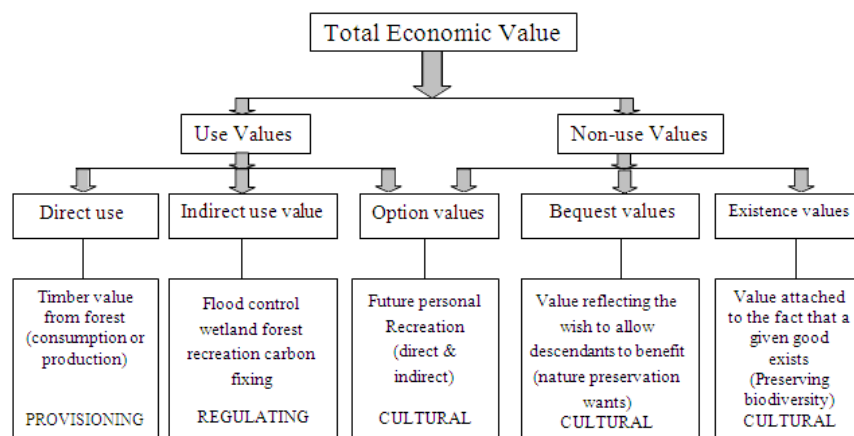 Total Economic Value
Use Values
Non-use Values
Direct use
Indirect use value
Option values
Bequest values
Existence values
Timber value
from forest
(consumption or
production)
PROVISIONING
Flood control
wetland forest
recreation carbon
fixing
REGULATING
Future personal
Recreation
(direct &
indirect)
CULTURAL
Value reflecting the
wish to allow
descendants to benefit
(nature preservation
wants)
CULTURAL
Value attached
to the fact that a
given good
exists
(Preserving
biodiversity)
CULTURAL